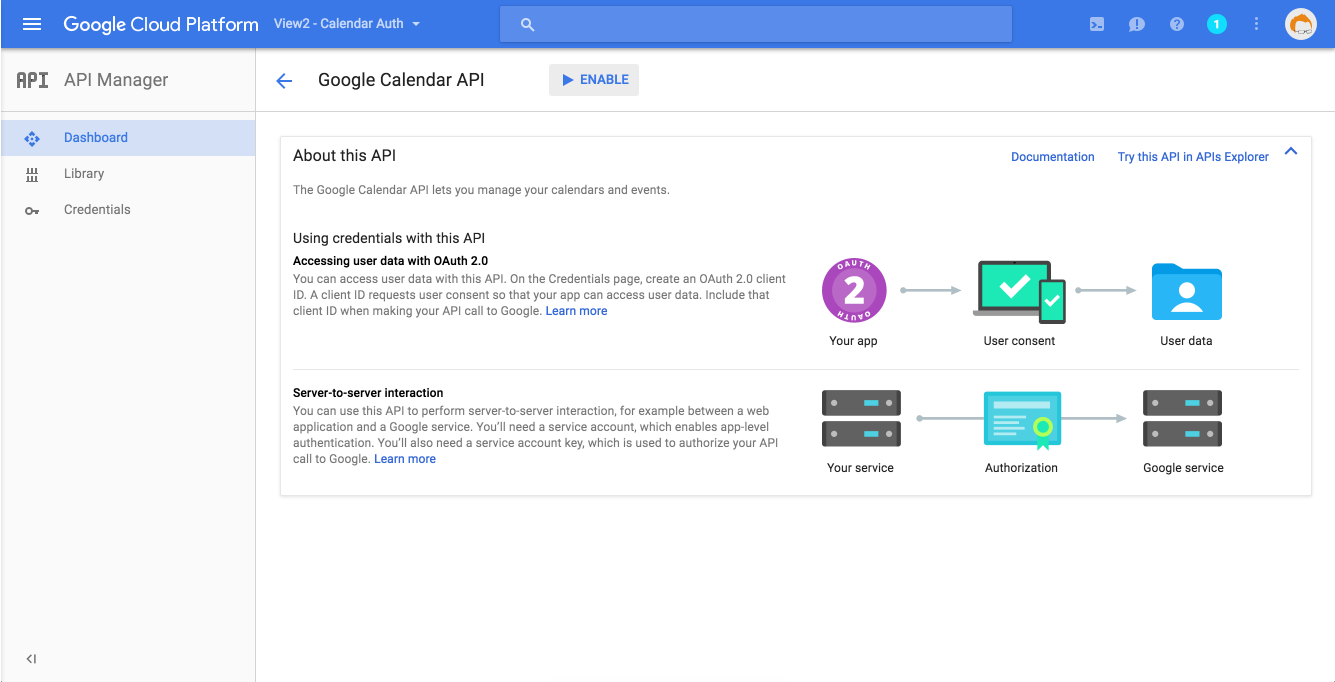 Google Cloud Platform
View2 - Calendar Auth
1
API
API Manager
Google Calendar API
ENABLE
Dashboard
Library
Credentials
About this API
Documentation
Try this API in APIs Explorer
The Google Calendar API lets you manage your calendars and events.
Using credentials with this API
Accessing user data with OAuth 2.0
You can access user data with this API. On the Credentials page, create an OAuth 2.0 client
ID. A client ID requests user consent so that your app can access user data. Include that
client ID when making your API call to Google. Learn more
OAUTH
2
OAUTH
Your app
User consent
User data
Server-to-server interaction
You can use this API to perform server-to-server interaction, for example between a web
application and a Google service. You'll need a service account, which enables app-level
authentication. You'll also need a service account key, which is used to authorize your API
call to Google. Learn more
Your service
Authorization
Google service